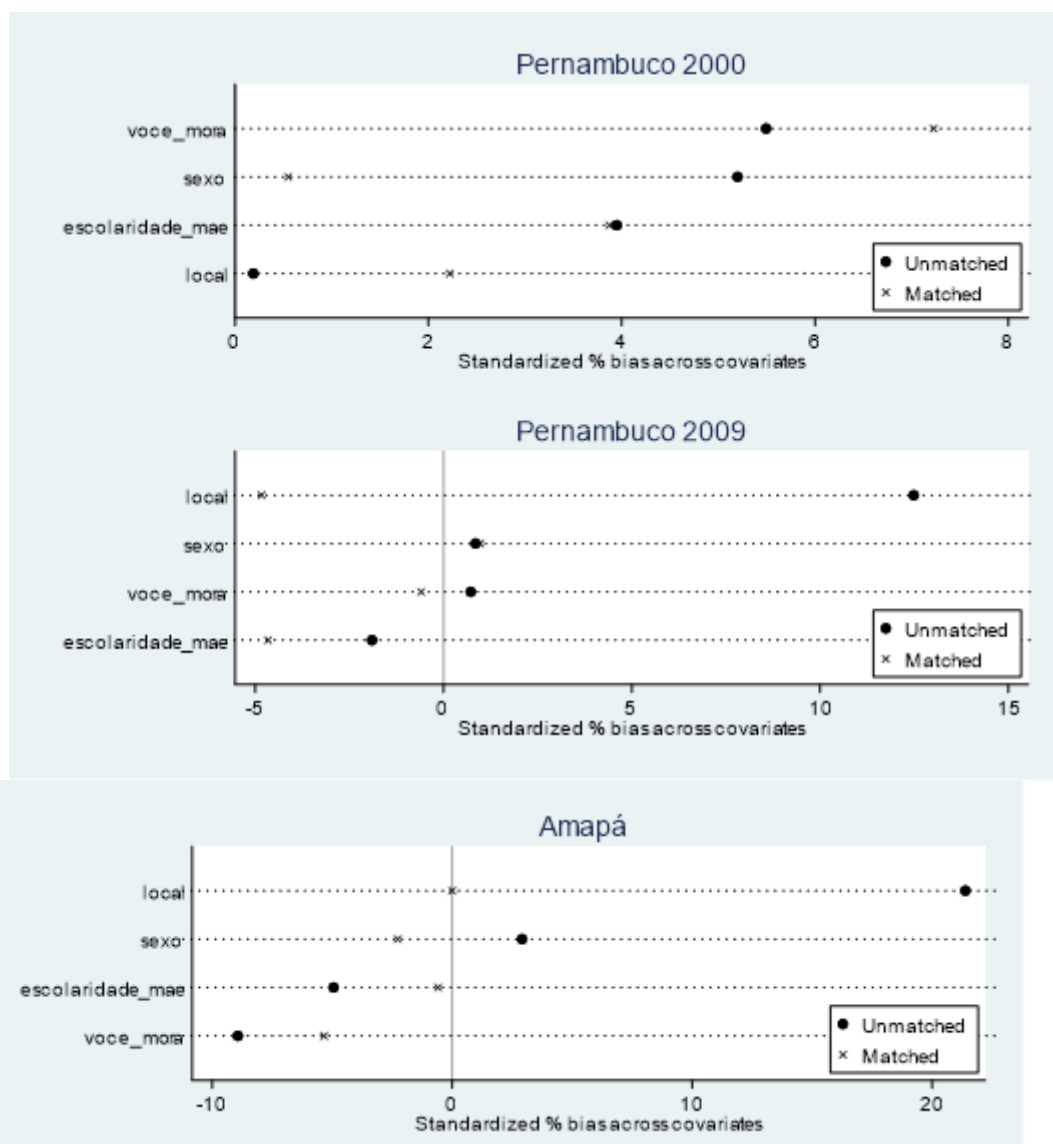 Pernambuco 2000
voce_mora
sexo
escolaridade_mae
local
Unmatched
Matched
0 2 4 6 8
Standardized % bias across covariates
Pernambuco 2009
local
sexo
voce_mora
escolaridade_mae
Unmatched
Matched
-5 0 5 10 15
Standardized % bias across covariates
Amapá
local
sexo
escolaridade_mae
voce_mora
Unmatched
Matched
-10 0 10 20
Standardized % bias across covariates